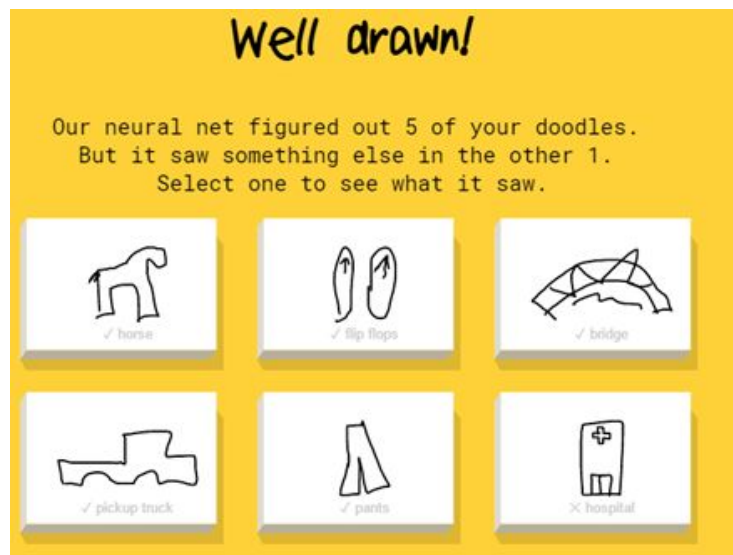 Well drawn!
Our neural net figured out 5 of your doodles.
But it saw something else in the other 1.
Select one to see what it saw.
✓ horse
✓ flip flops
✓ bridge
✓ pickup truck
✓ pants
✕ hospital